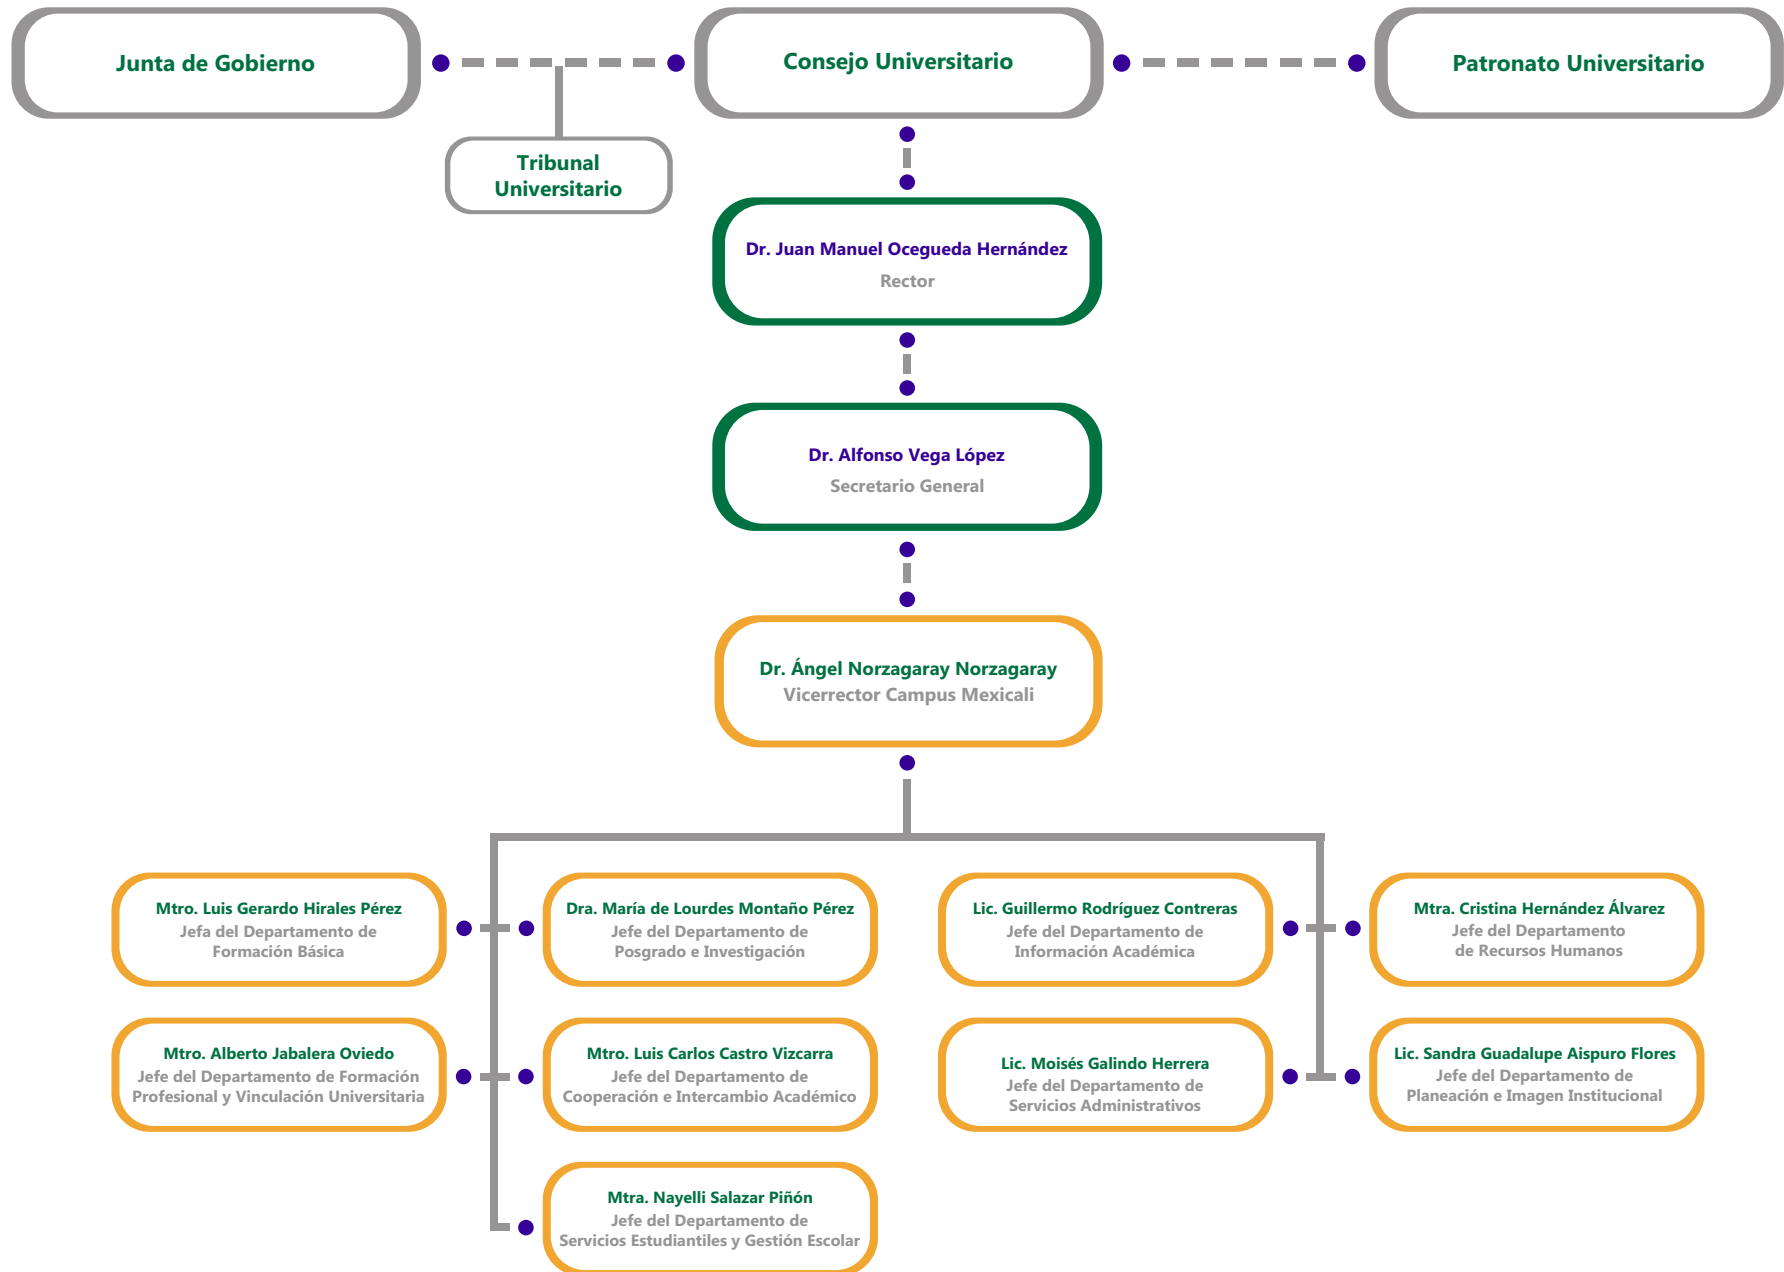 Junta de Gobierno
Consejo Universitario
Patronato Universitario
Tribunal
Universitario
Dr. Juan Manuel Ocegueda Hernández
Rector
Dr. Alfonso Vega López
Secretario General
Dr. Ángel Norzagaray Norzagaray
Vicerrector Campus Mexicali
Mtro. Luis Gerardo Hirales Pérez
Jefa del Departamento de
Formación Básica
Dra. María de Lourdes Montaño Pérez
Jefe del Departamento de
Posgrado e Investigación
Lic. Guillermo Rodríguez Contreras
Jefe del Departamento de
Información Académica
Mtra. Cristina Hernández Álvarez
Jefe del Departamento
de Recursos Humanos
Mtro. Alberto Jabalera Oviedo
Jefe del Departamento de Formación
Profesional y Vinculación Universitaria
Mtro. Luis Carlos Castro Vizcarra
Jefe del Departamento de
Cooperación e Intercambio Académico
Lic. Moisés Galindo Herrera
Jefe del Departamento de
Servicios Administrativos
Lic. Sandra Guadalupe Aispuro Flores
Jefe del Departamento de
Planeación e Imagen Institucional
Mtra. Nayelli Salazar Piñón
Jefe del Departamento de
Servicios Estudiantiles y Gestión Escolar